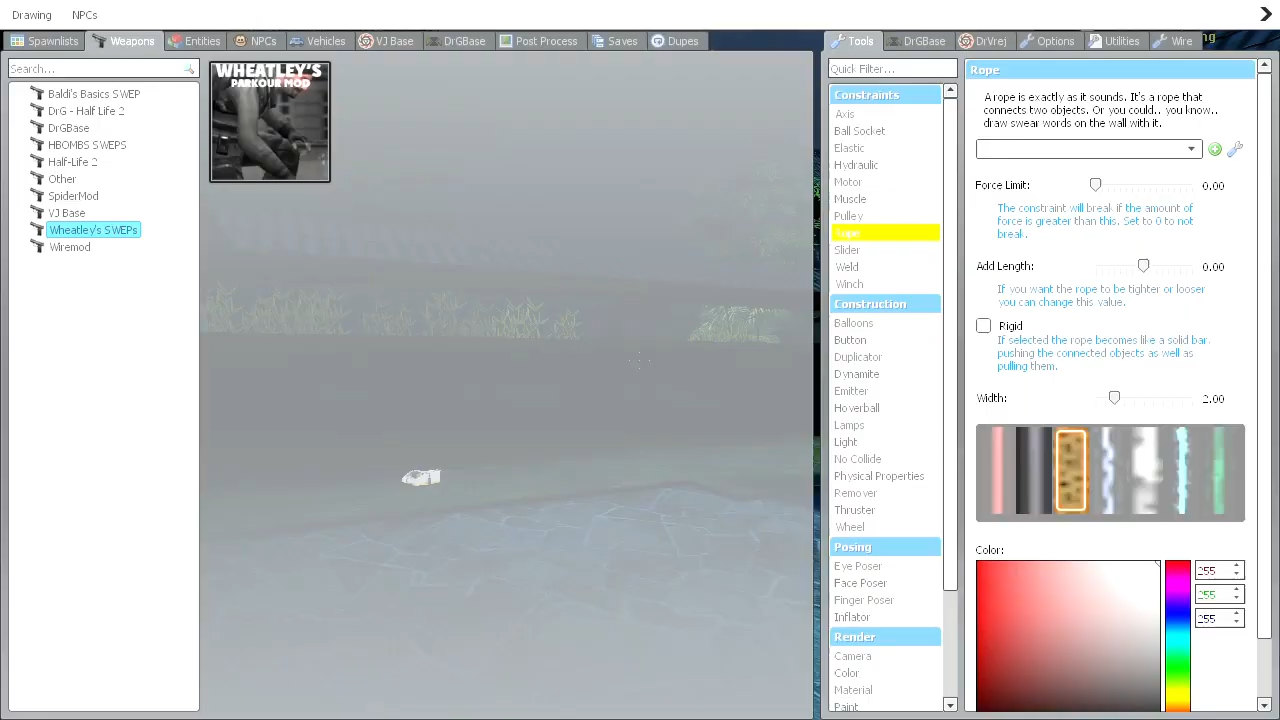 Drawing
NPCs
Spawnlists
Weapons
Entities
NPCs
Vehicles
VJ Base
DrGBase
Post Process
Saves
Dupes
Tools
DrGBase
DrVrej
Options
Utilities
Wire
ng
Search...
Baldi's Basics SWEP
DrG - Half Life 2
DrGBase
HBOMBS SWEPS
Half-Life 2
Other
SpiderMod
VJ Base
Wheatley's SWEPs
Wiremod
WHEATLEY'S
PARKOUR MOD
Quick Filter...
Constraints
Axis
Ball Socket
Elastic
Hydraulic
Motor
Muscle
Pulley
Rope
Slider
Weld
Winch
Construction
Balloons
Button
Duplicator
Dynamite
Emitter
Hoverball
Lamps
Light
No Collide
Physical Properties
Remover
Thruster
Wheel
Posing
Eye Poser
Face Poser
Finger Poser
Inflator
Render
Camera
Color
Material
Paint
Rope
A rope is exactly as it sounds. It's a rope that
connects two objects. Or you could.. you know..
draw swear words on the wall with it.
Force Limit:
0.00
The constraint will break if the amount of
force is greater than this. Set to 0 to not
break.
Add Length:
0.00
If you want the rope to be tighter or looser
you can change this value.
Rigid
If selected the rope becomes like a solid bar,
pushing the connected objects as well as
pulling them.
Width:
2.00
Color:
255
255
255